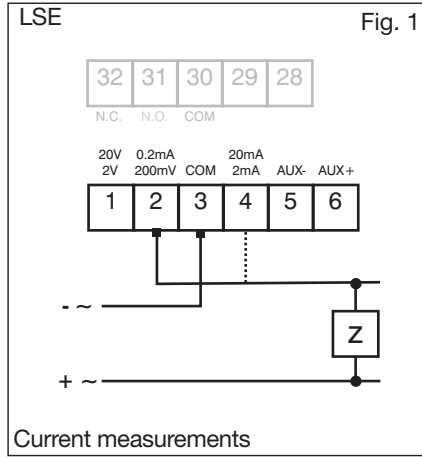 LSE Fig. 1
32 31 30 29 28
N.C. N.O. COM
20V 0.2mA 20mA
2V 200mV COM 2mA AUX- AUX+
1 2 3 4 5 6
- ~
Z
+ ~
Current measurements